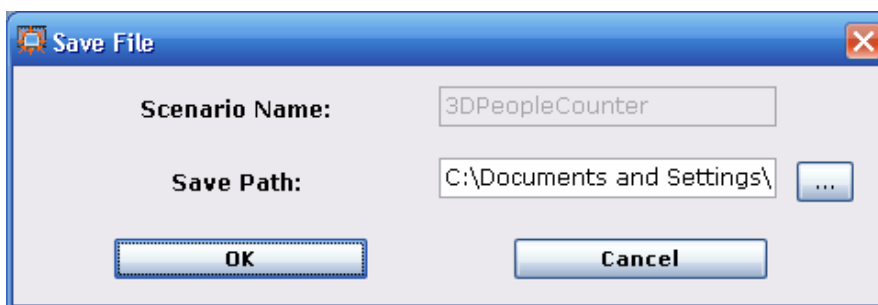 Save File
Scenario Name: 3DPeopleCounter
Save Path: C:\Documents and Settings\ ...
OK Cancel